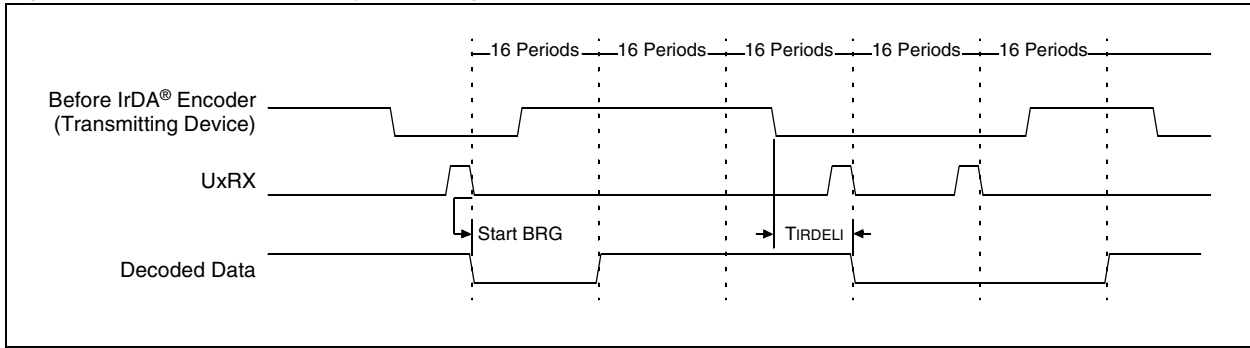 16 Periods 16 Periods 16 Periods 16 Periods 16 Periods
Before IrDA® Encoder
(Transmitting Device)
UxRX
Start BRG
TIRDELI
Decoded Data